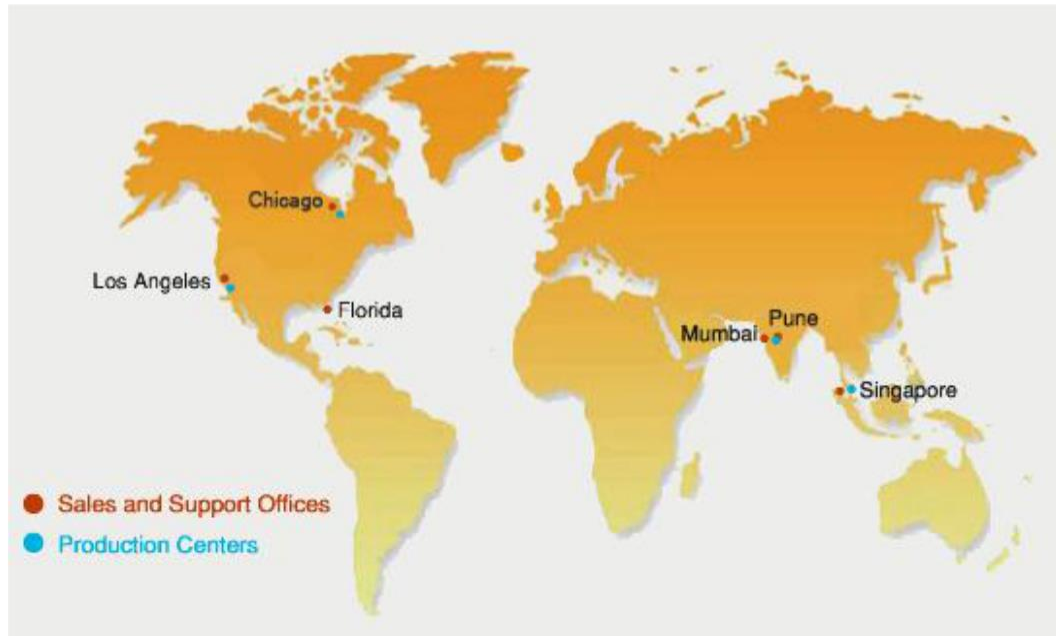 Chicago
Los Angeles
Florida
Pune
Mumbai
Singapore
Sales and Support Offices
Production Centers